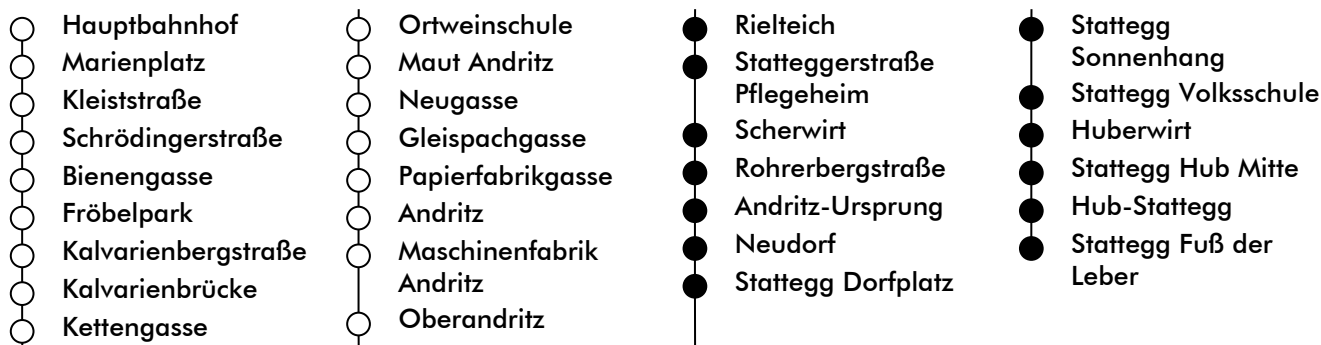 Hauptbahnhof
Marienplatz
Kleiststraße
Schrödingerstraße
Bienengasse
Fröbelpark
Kalvarienbergstraße
Kalvarienbrücke
Kettengasse
Ortweinschule
Maut Andritz
Neugasse
Gleispachgasse
Papierfabrikgasse
Andritz
Maschinenfabrik
Andritz
Oberandritz
Rielteich
Statteggerstraße
Pflegeheim
Scherwirt
Rohrerbergstraße
Andritz-Ursprung
Neudorf
Stattegg Dorfplatz
Stattegg
Sonnenhang
Stattegg Volksschule
Huberwirt
Stattegg Hub Mitte
Hub-Stattegg
Stattegg Fuß der
Leber